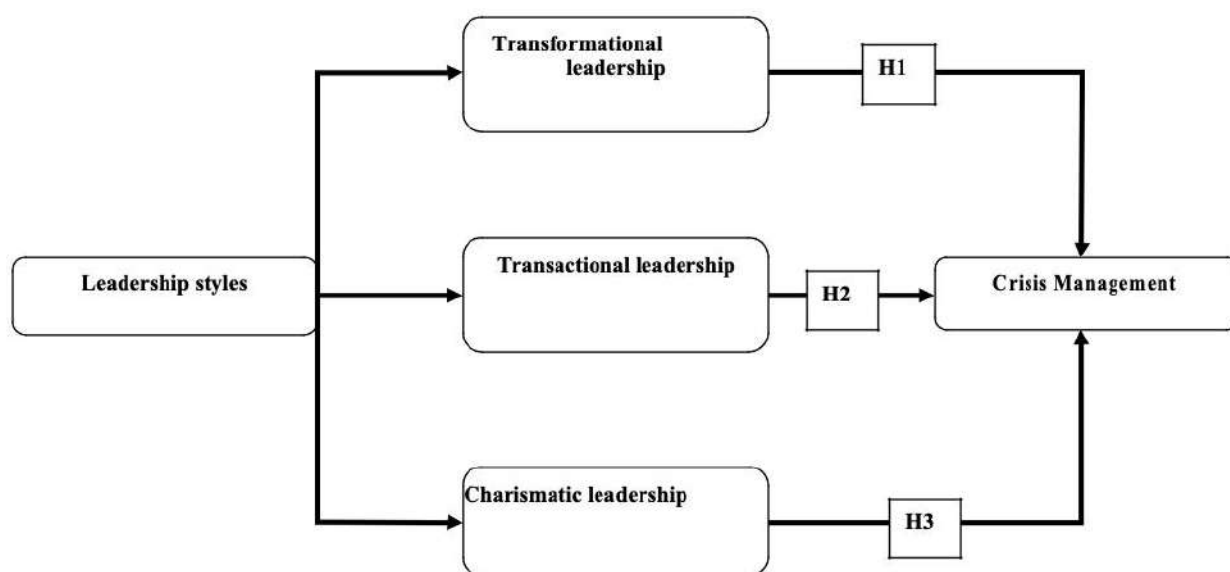 Transformational
leadership
H1
Leadership styles
Transactional leadership
H2
Crisis Management
Charismatic leadership
H3